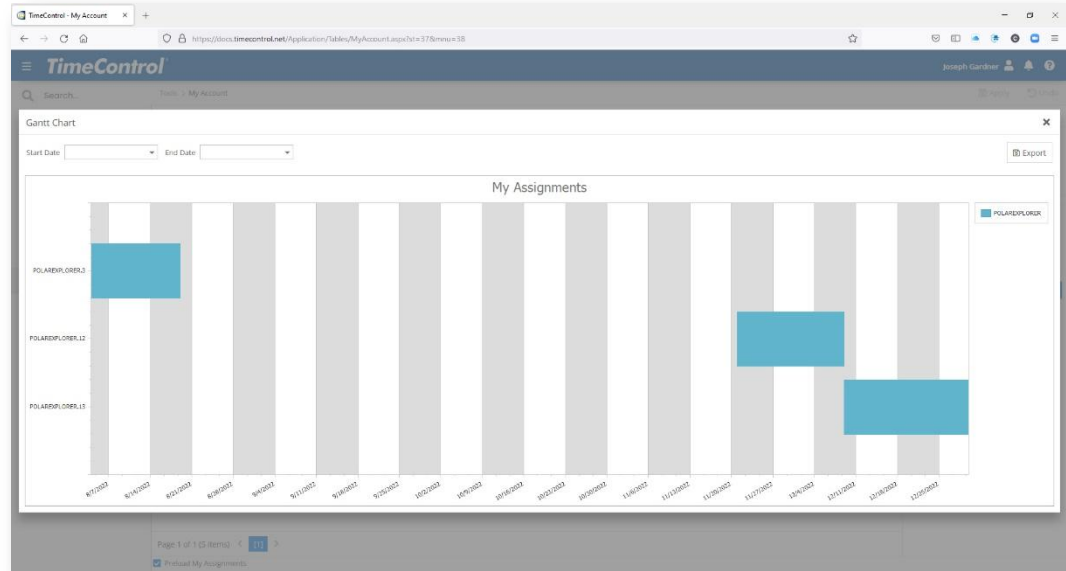 TimeControl - My Account
https://docs.timecontrol.net/Application/Tables/MyAccount.aspx?st=37&menu=38
TimeControl
Joseph Gardner
Search...
Tools > My Account
Apply
Gantt Chart
Start Date
End Date
Export
My Assignments
POLAREXPLORER
POLAREXPLORER.3
POLAREXPLORER.12
POLAREXPLORER.13
8/7/2022 8/14/2022 8/21/2022 8/28/2022 9/4/2022 9/11/2022 9/18/2022 9/25/2022 10/2/2022 10/9/2022 10/16/2022 10/23/2022 10/30/2022 11/6/2022 11/13/2022 11/20/2022 11/27/2022 12/4/2022 12/11/2022 12/18/2022 12/25/2022
Page 1 of 1 (5 items) < [1] >
Preload My Assignments